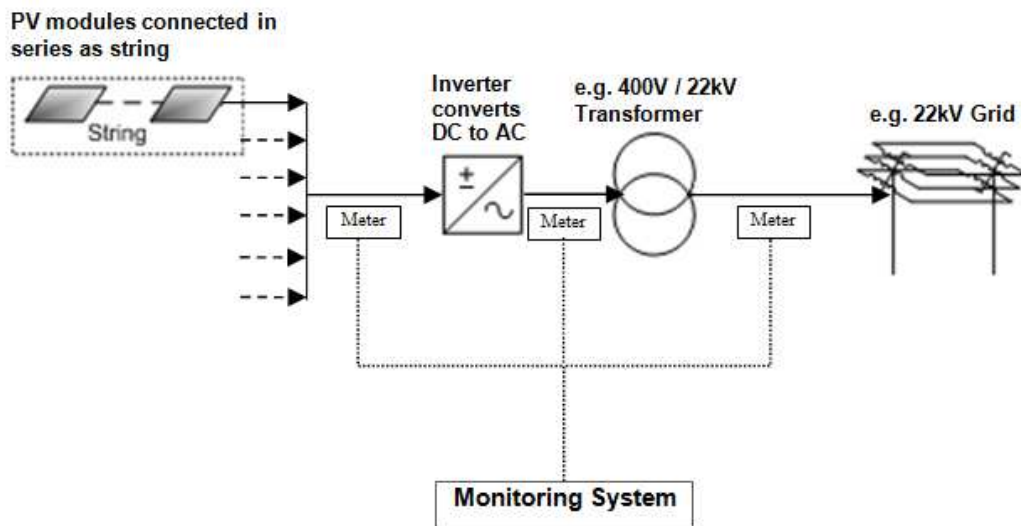 PV modules connected in
series as string
String
Inverter
converts
DC to AC
e.g. 400V / 22kV
Transformer
e.g. 22kV Grid
Meter
Meter
Meter
Monitoring System